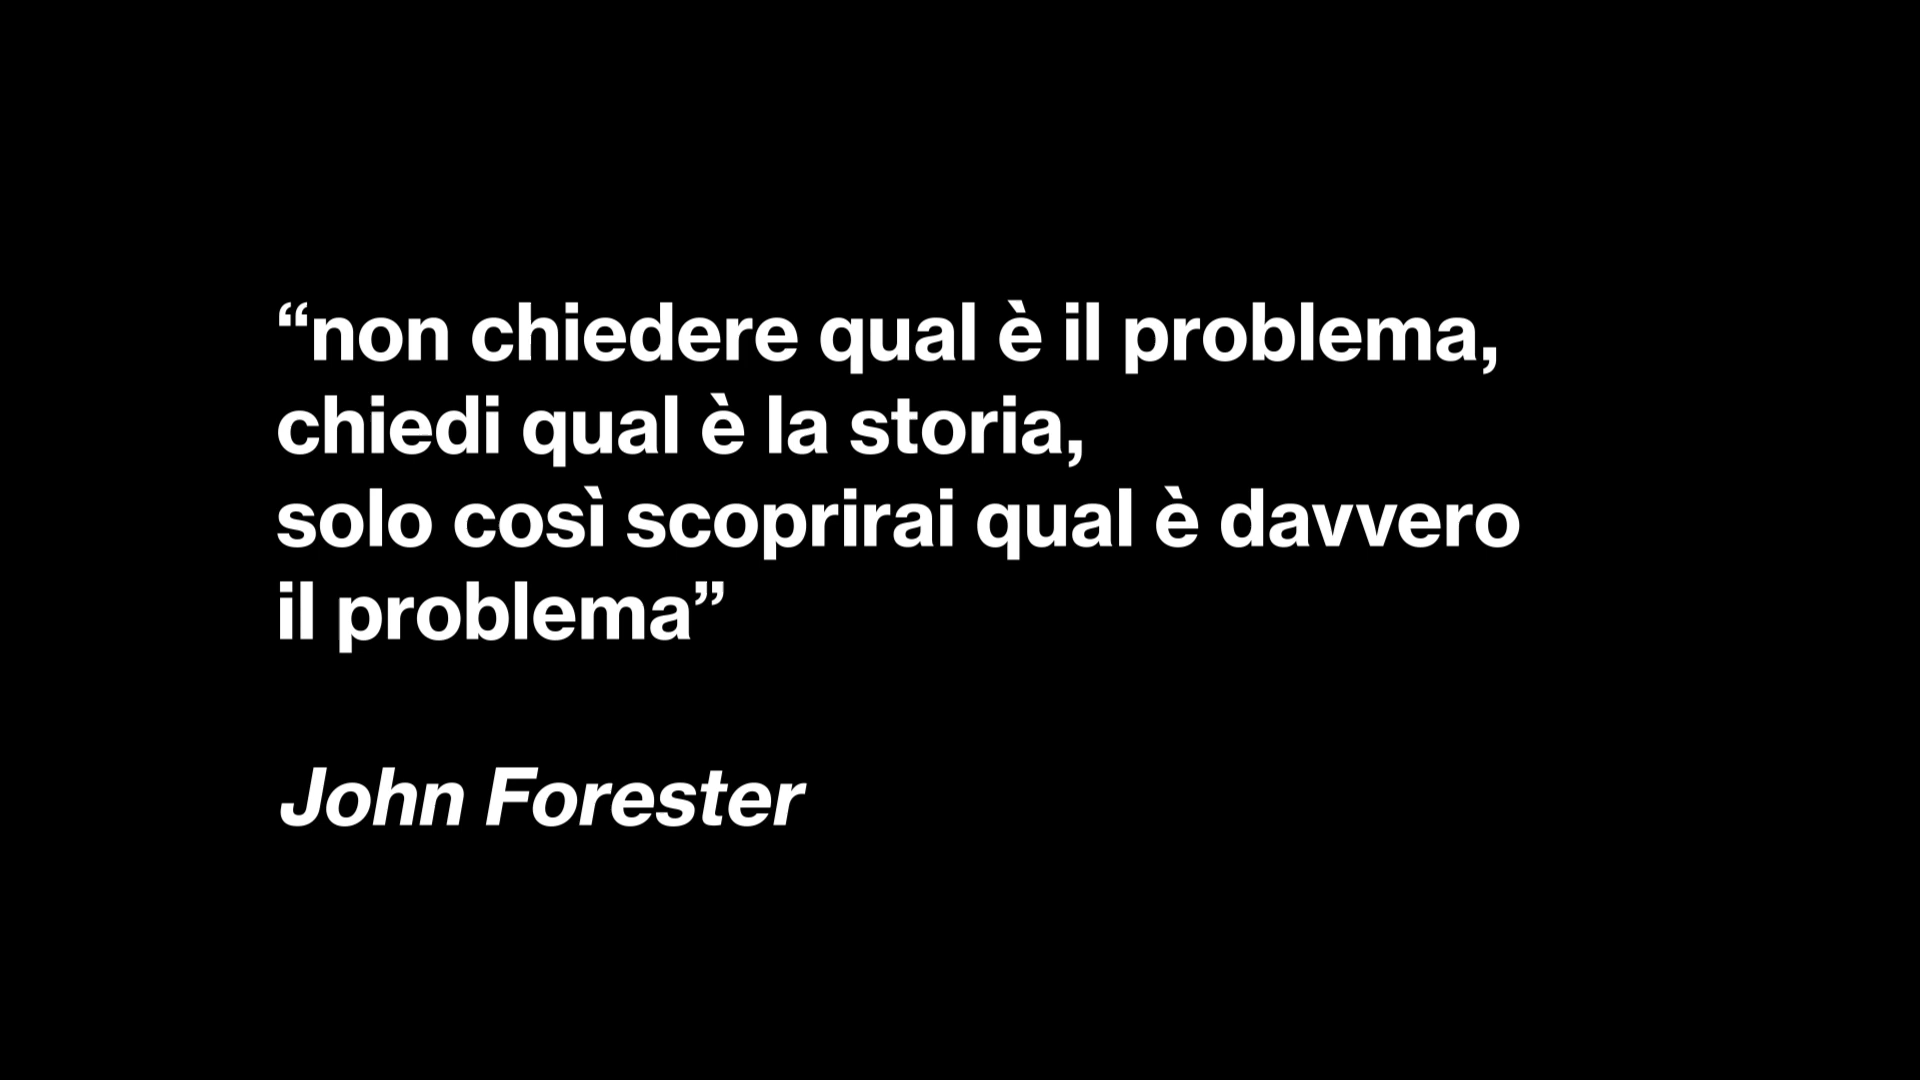 “non chiedere qual è il problema,
chiedi qual è la storia,
solo così scoprirai qual è davvero
il problema”
John Forester